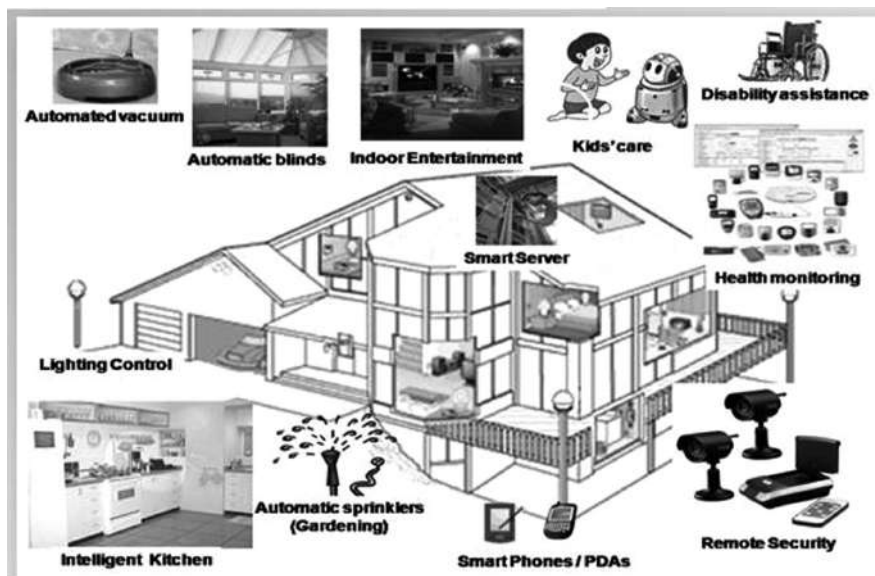 Automated vacuum
Automatic blinds
Indoor Entertainment
Kids' care
Disability assistance
Smart Server
Health monitoring
Lighting Control
Intelligent Kitchen
Automatic sprinklers
(Gardening)
Smart Phones / PDAs
Remote Security